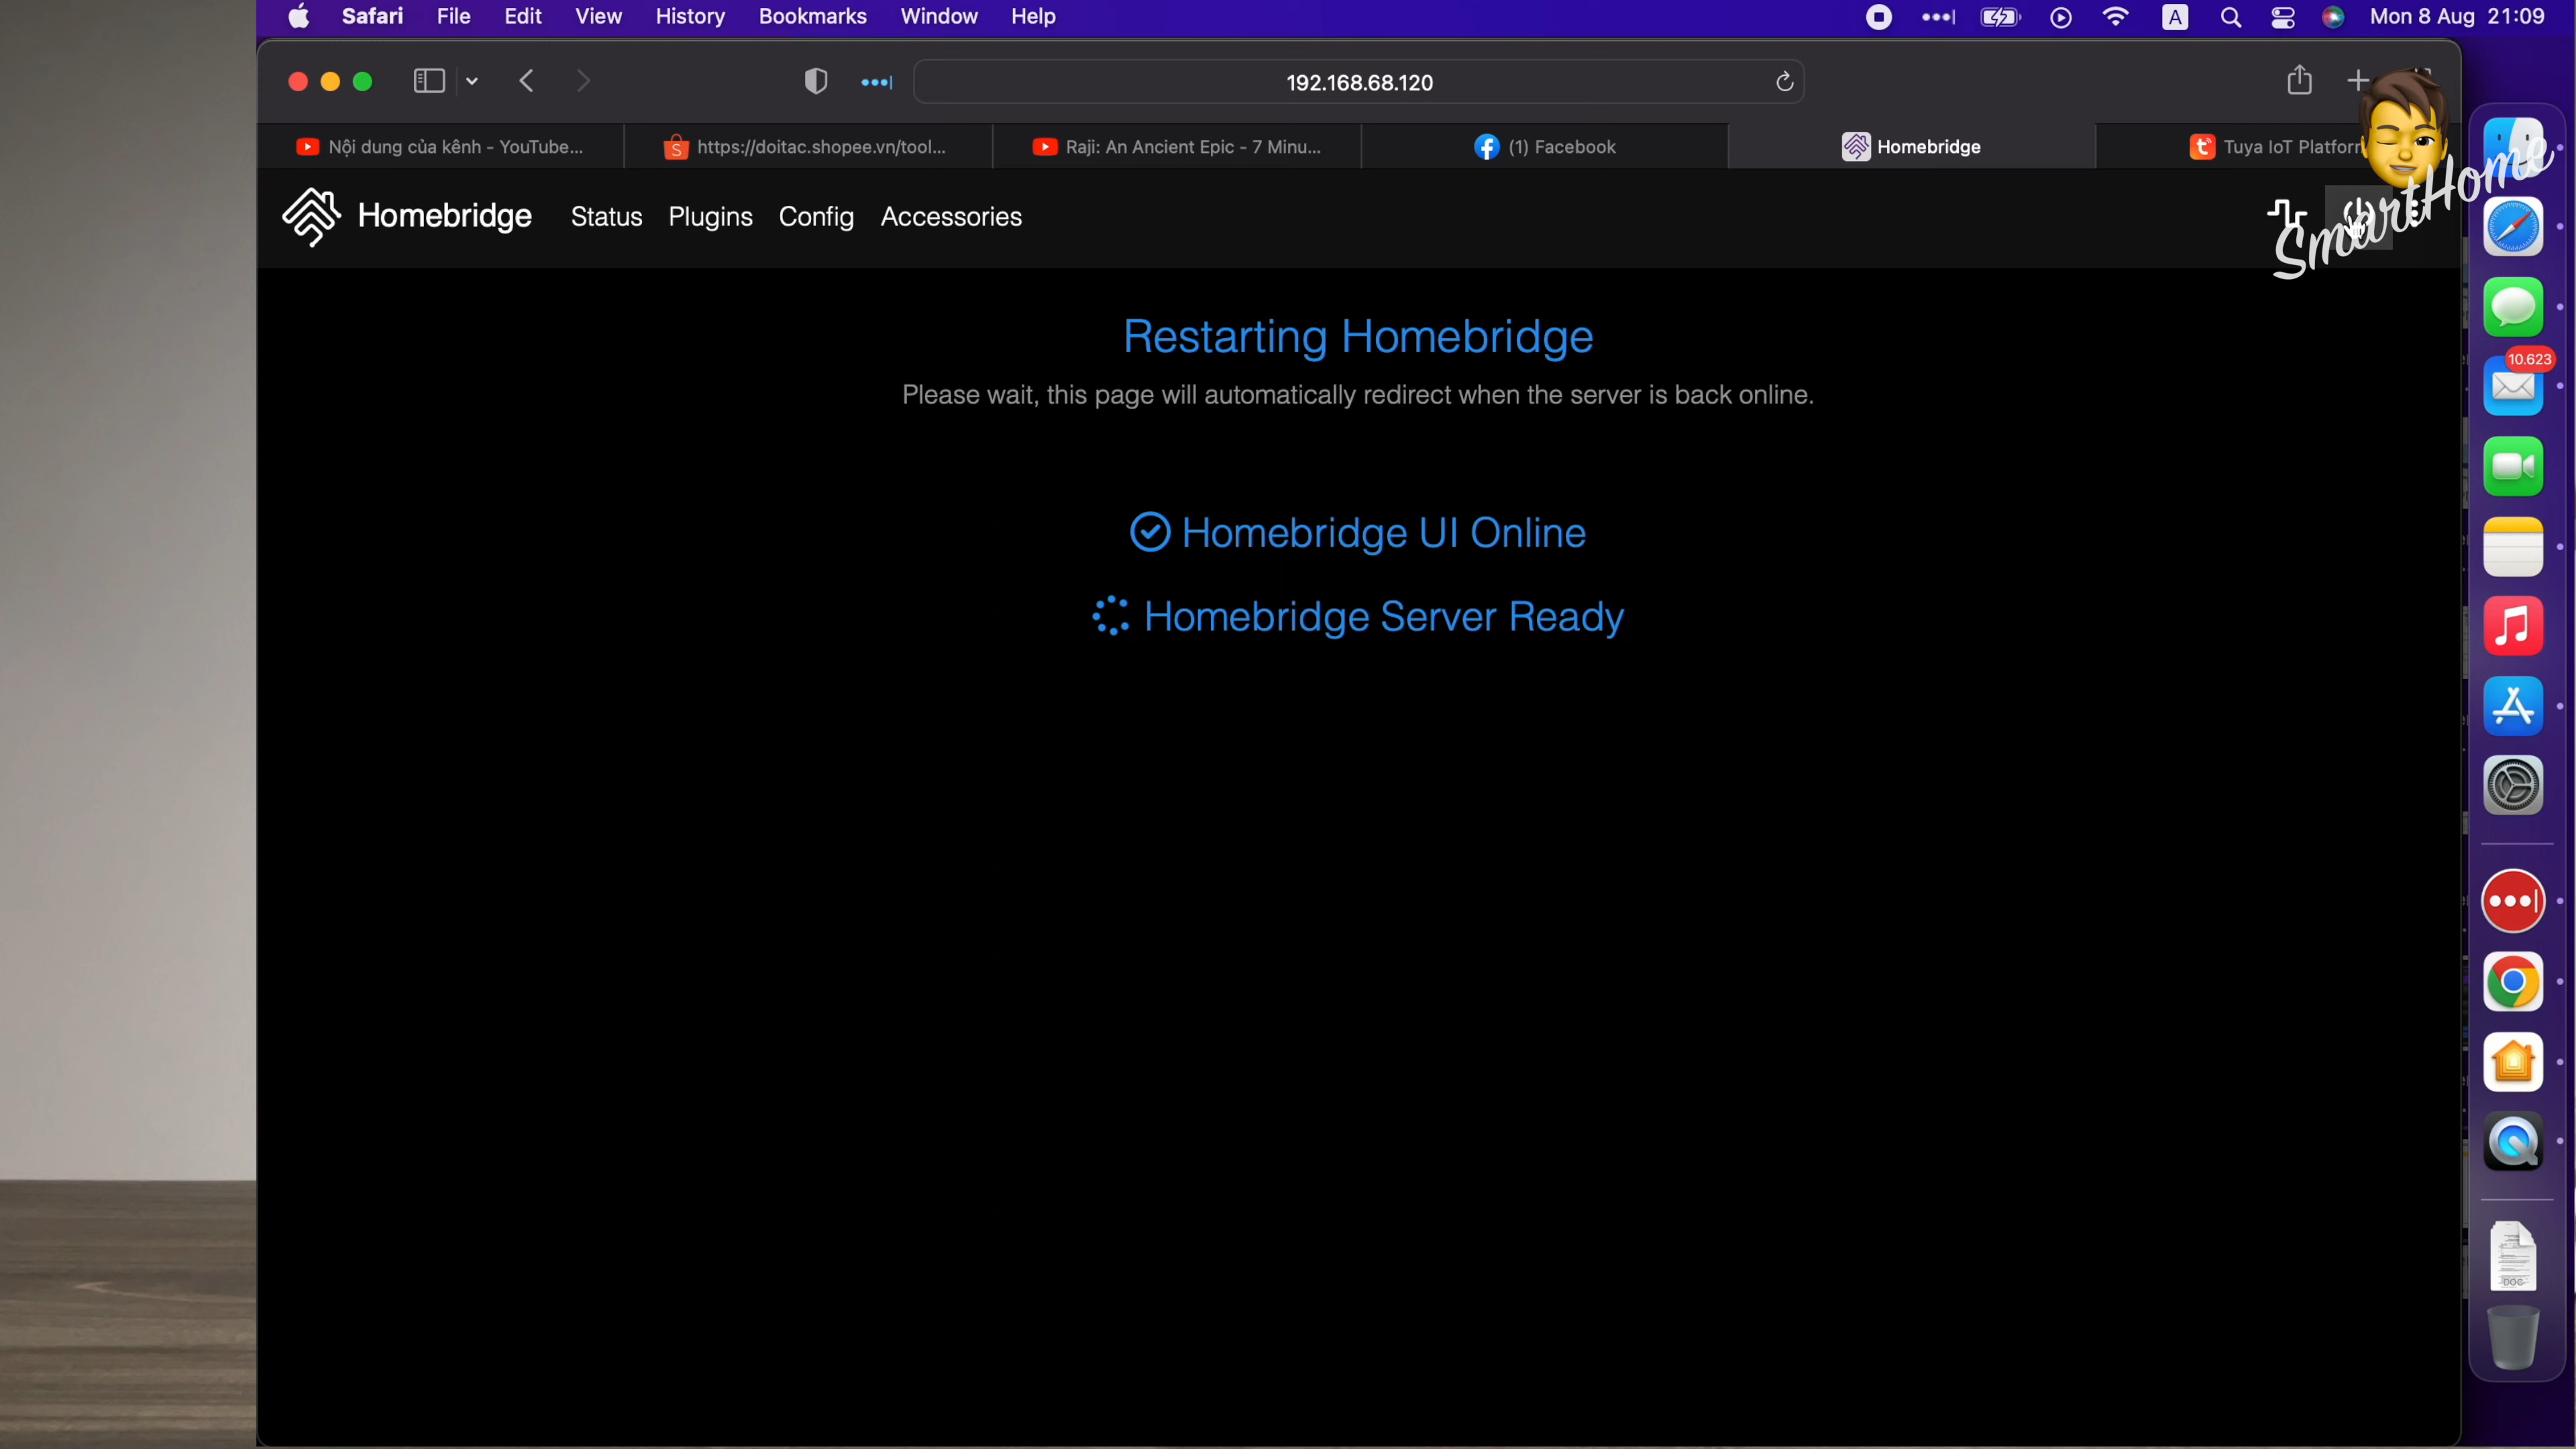 Safari File Edit View History Bookmarks Window Help A Mon 8 Aug 21:09
192.168.68.120
Nội dung của kênh - YouTube... https://doitac.shopee.vn/tool... Raji: An Ancient Epic - 7 Minu... (1) Facebook Homebridge Tuya IoT Platform
SmartHome
Homebridge Status Plugins Config Accessories
Restarting Homebridge
Please wait, this page will automatically redirect when the server is back online.
10.623
Homebridge UI Online
Homebridge Server Ready
DOC